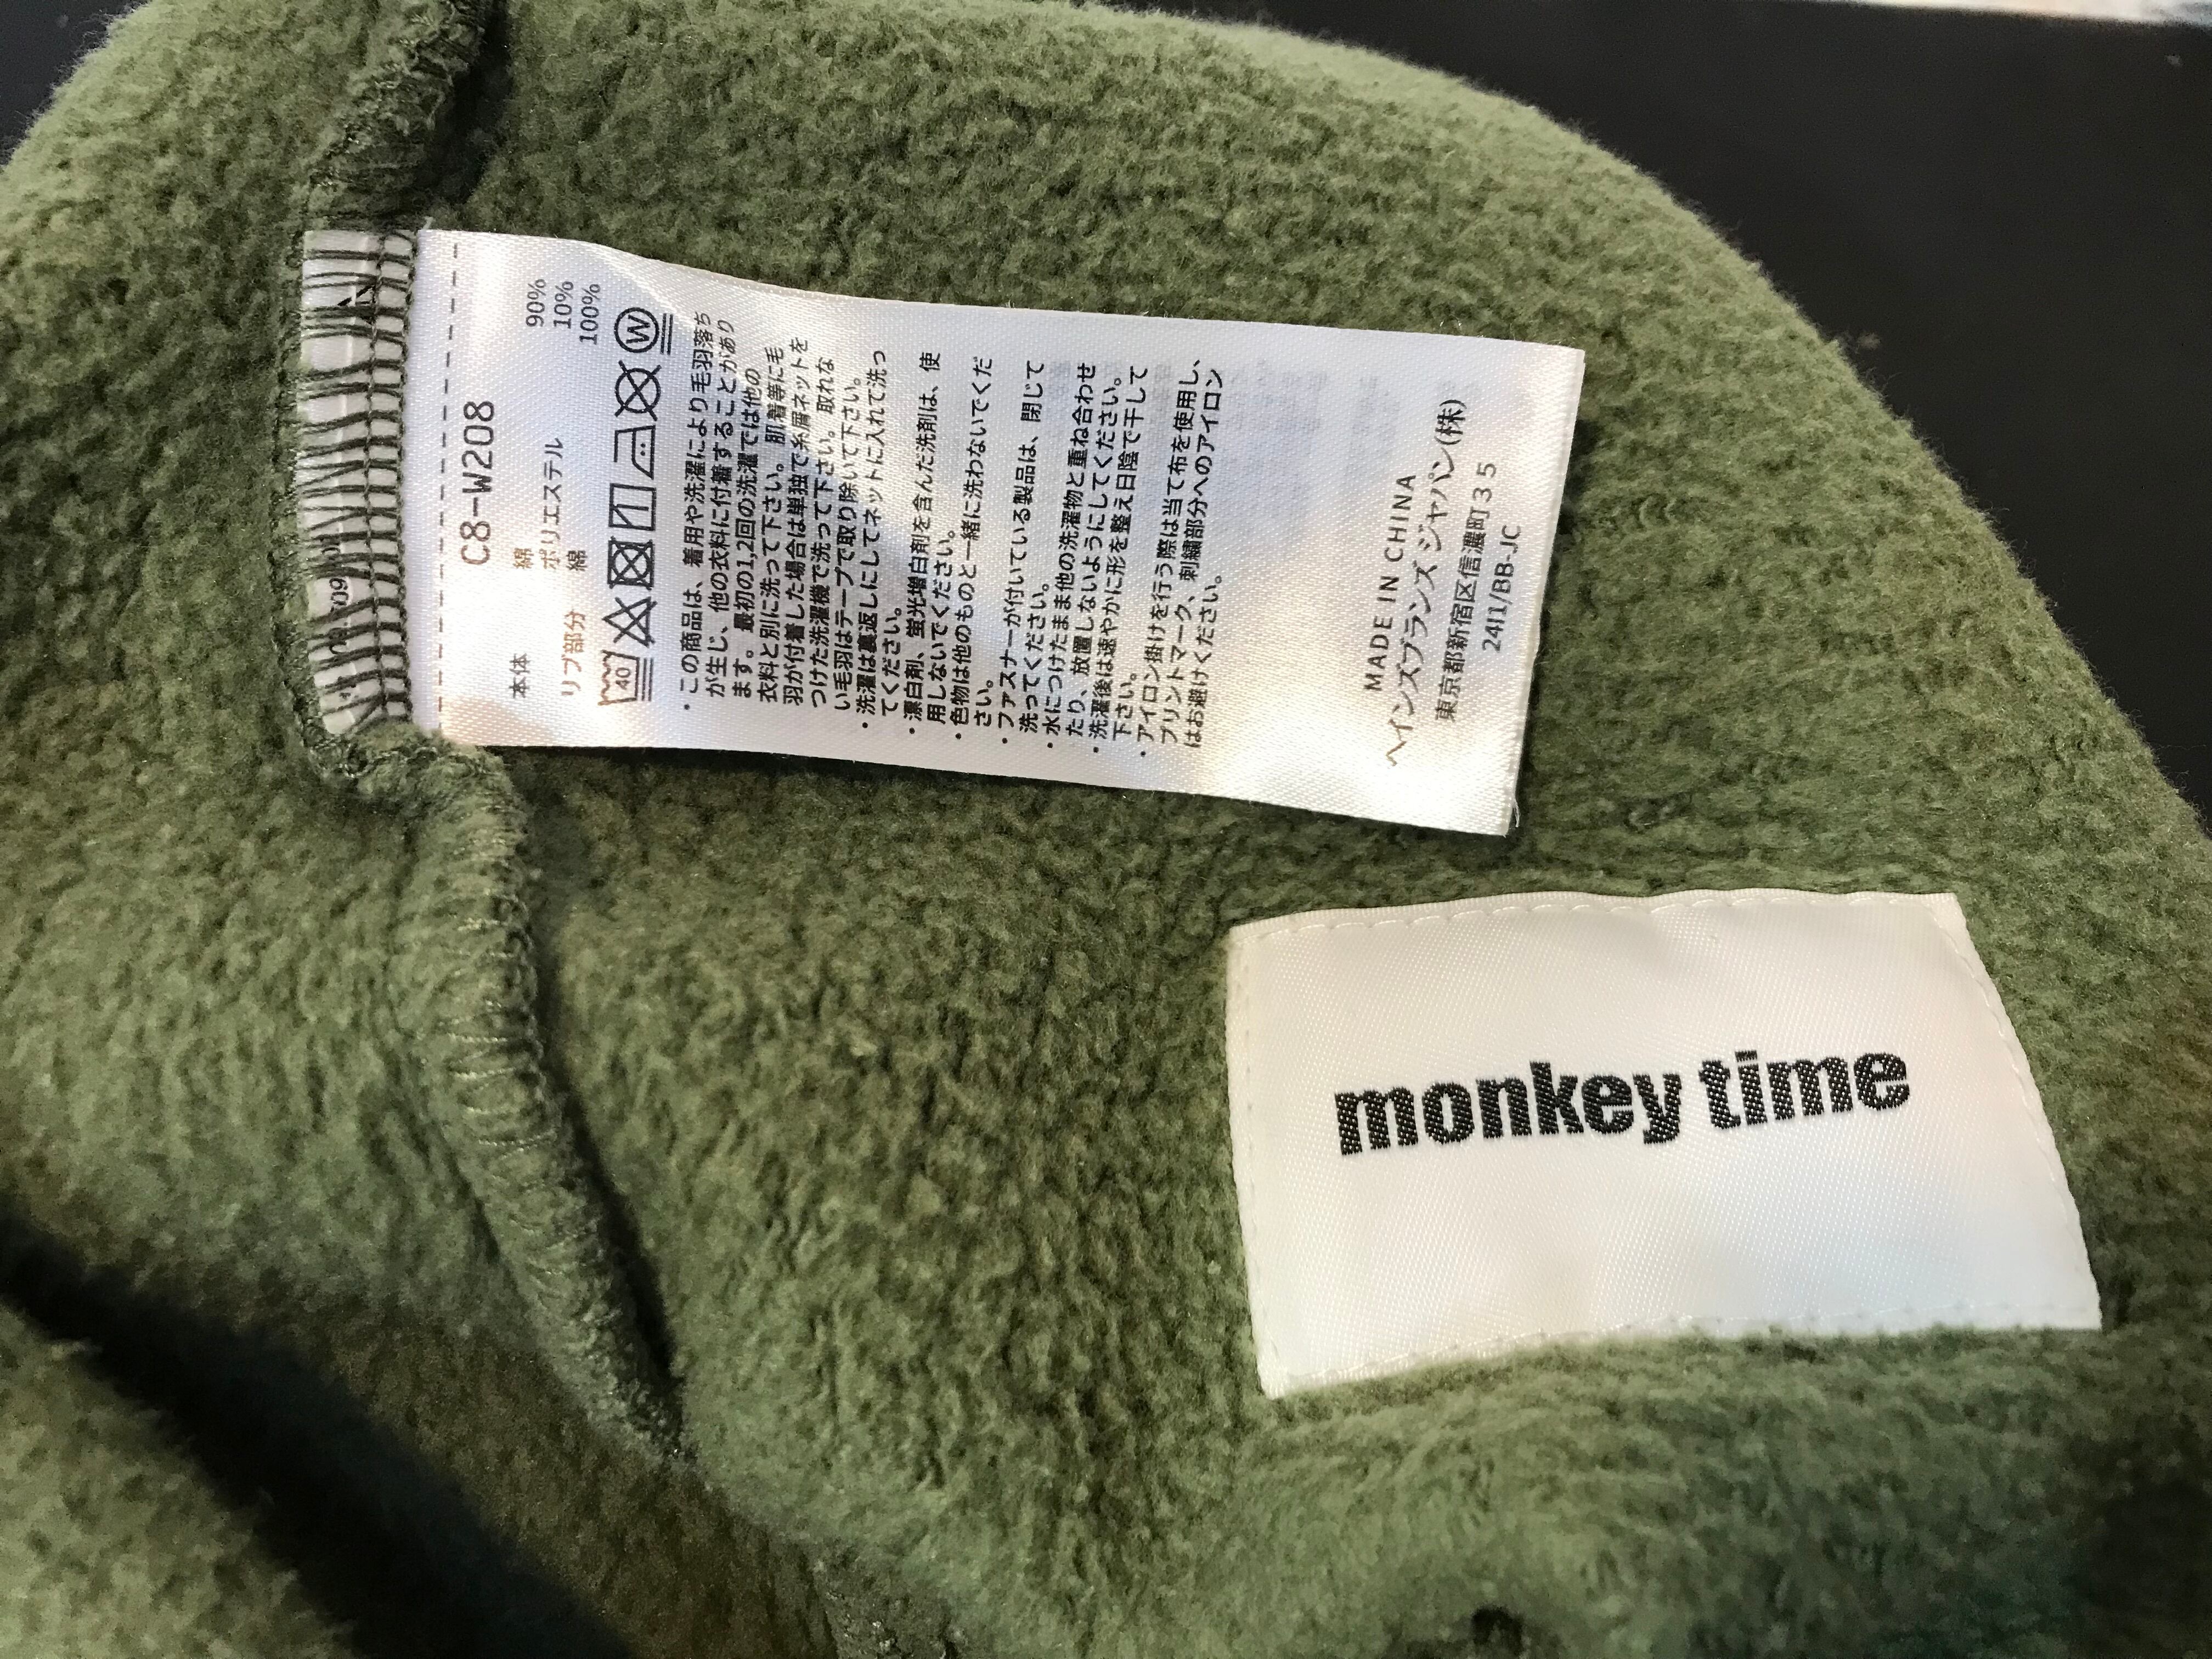 C8-W208
本体 綿 90%
ポリエステル 10%
リブ部分 綿 100%
40
W
・この商品は、着用や洗濯により毛羽落ち
が生じ、他の衣料に付着することがあり
ます。最初の1,2回の洗濯では他の
衣料と別に洗って下さい。肌着等に毛
羽が付着した場合は単独で糸屑ネットを
つけた洗濯機で洗って下さい。取れな
い毛羽はテープで取り除いて下さい。
・洗濯は裏返しにしてネットに入れて洗っ
てください。
・漂白剤、蛍光増白剤を含んだ洗剤は、使
用しないでください。
・色物は他のものと一緒に洗わないでくだ
さい。
・ファスナーが付いている製品は、閉じて
洗ってください。
・水につけたまま他の洗濯物と重ね合わせ
たり、放置しないようにしてください。
・洗濯後は速やかに形を整え日陰で干して
下さい。
・アイロン掛けを行う際は当て布を使用し、
プリントマーク、刺繍部分へのアイロン
はお避けください。
MADE IN CHINA
ヘインズブランズ ジャパン(株)
東京都新宿区信濃町35
24I1/BB-JC
monkey time